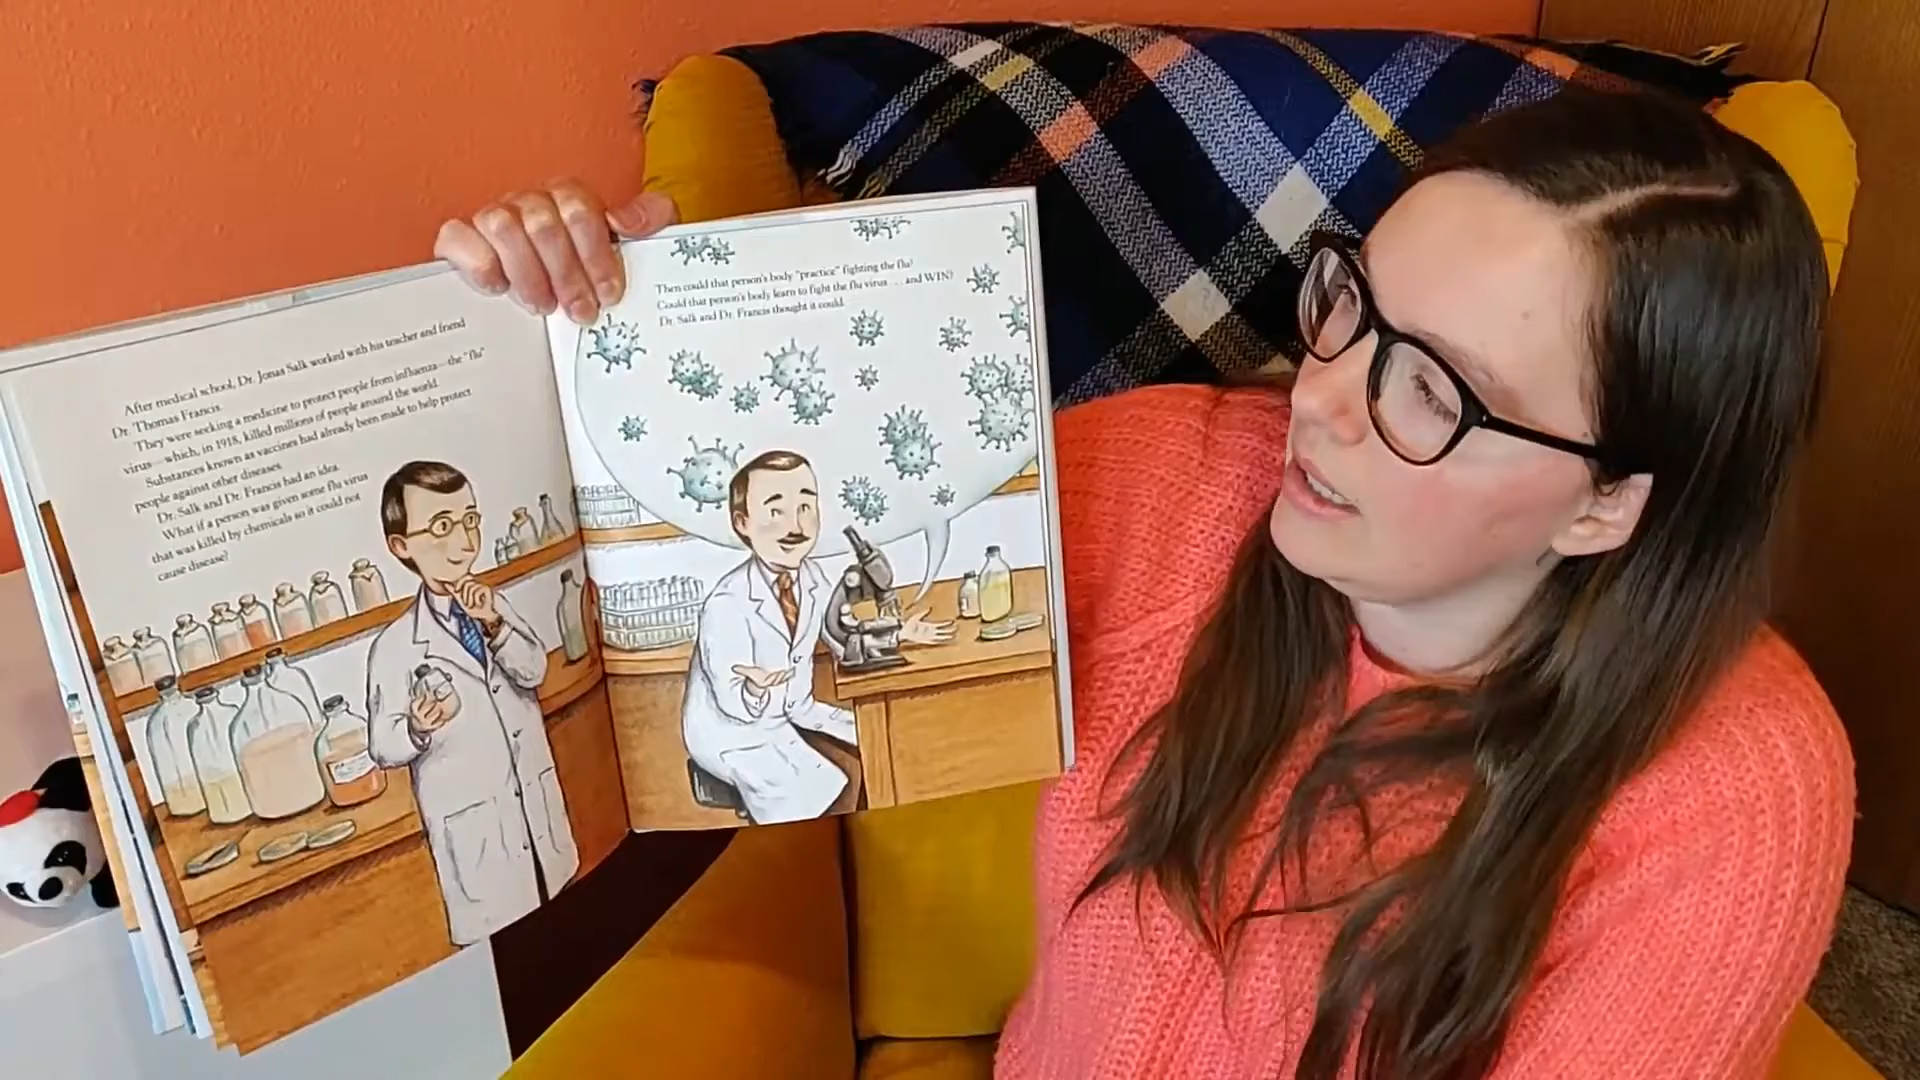 After medical school, Dr. Jonas Salk worked with his teacher and friend
Dr. Thomas Francis.
They were seeking a medicine to protect people from influenza—the "flu"
virus—which, in 1918, killed millions of people around the world.
Substances known as vaccines had already been made to help protect
people against other diseases.
Dr. Salk and Dr. Francis had an idea.
What if a person was given some flu virus
that was killed by chemicals so it could not
cause disease?
Then could that person's body "practice" fighting the flu?
Could that person's body learn to fight the flu virus . . . and WIN?
Dr. Salk and Dr. Francis thought it could.